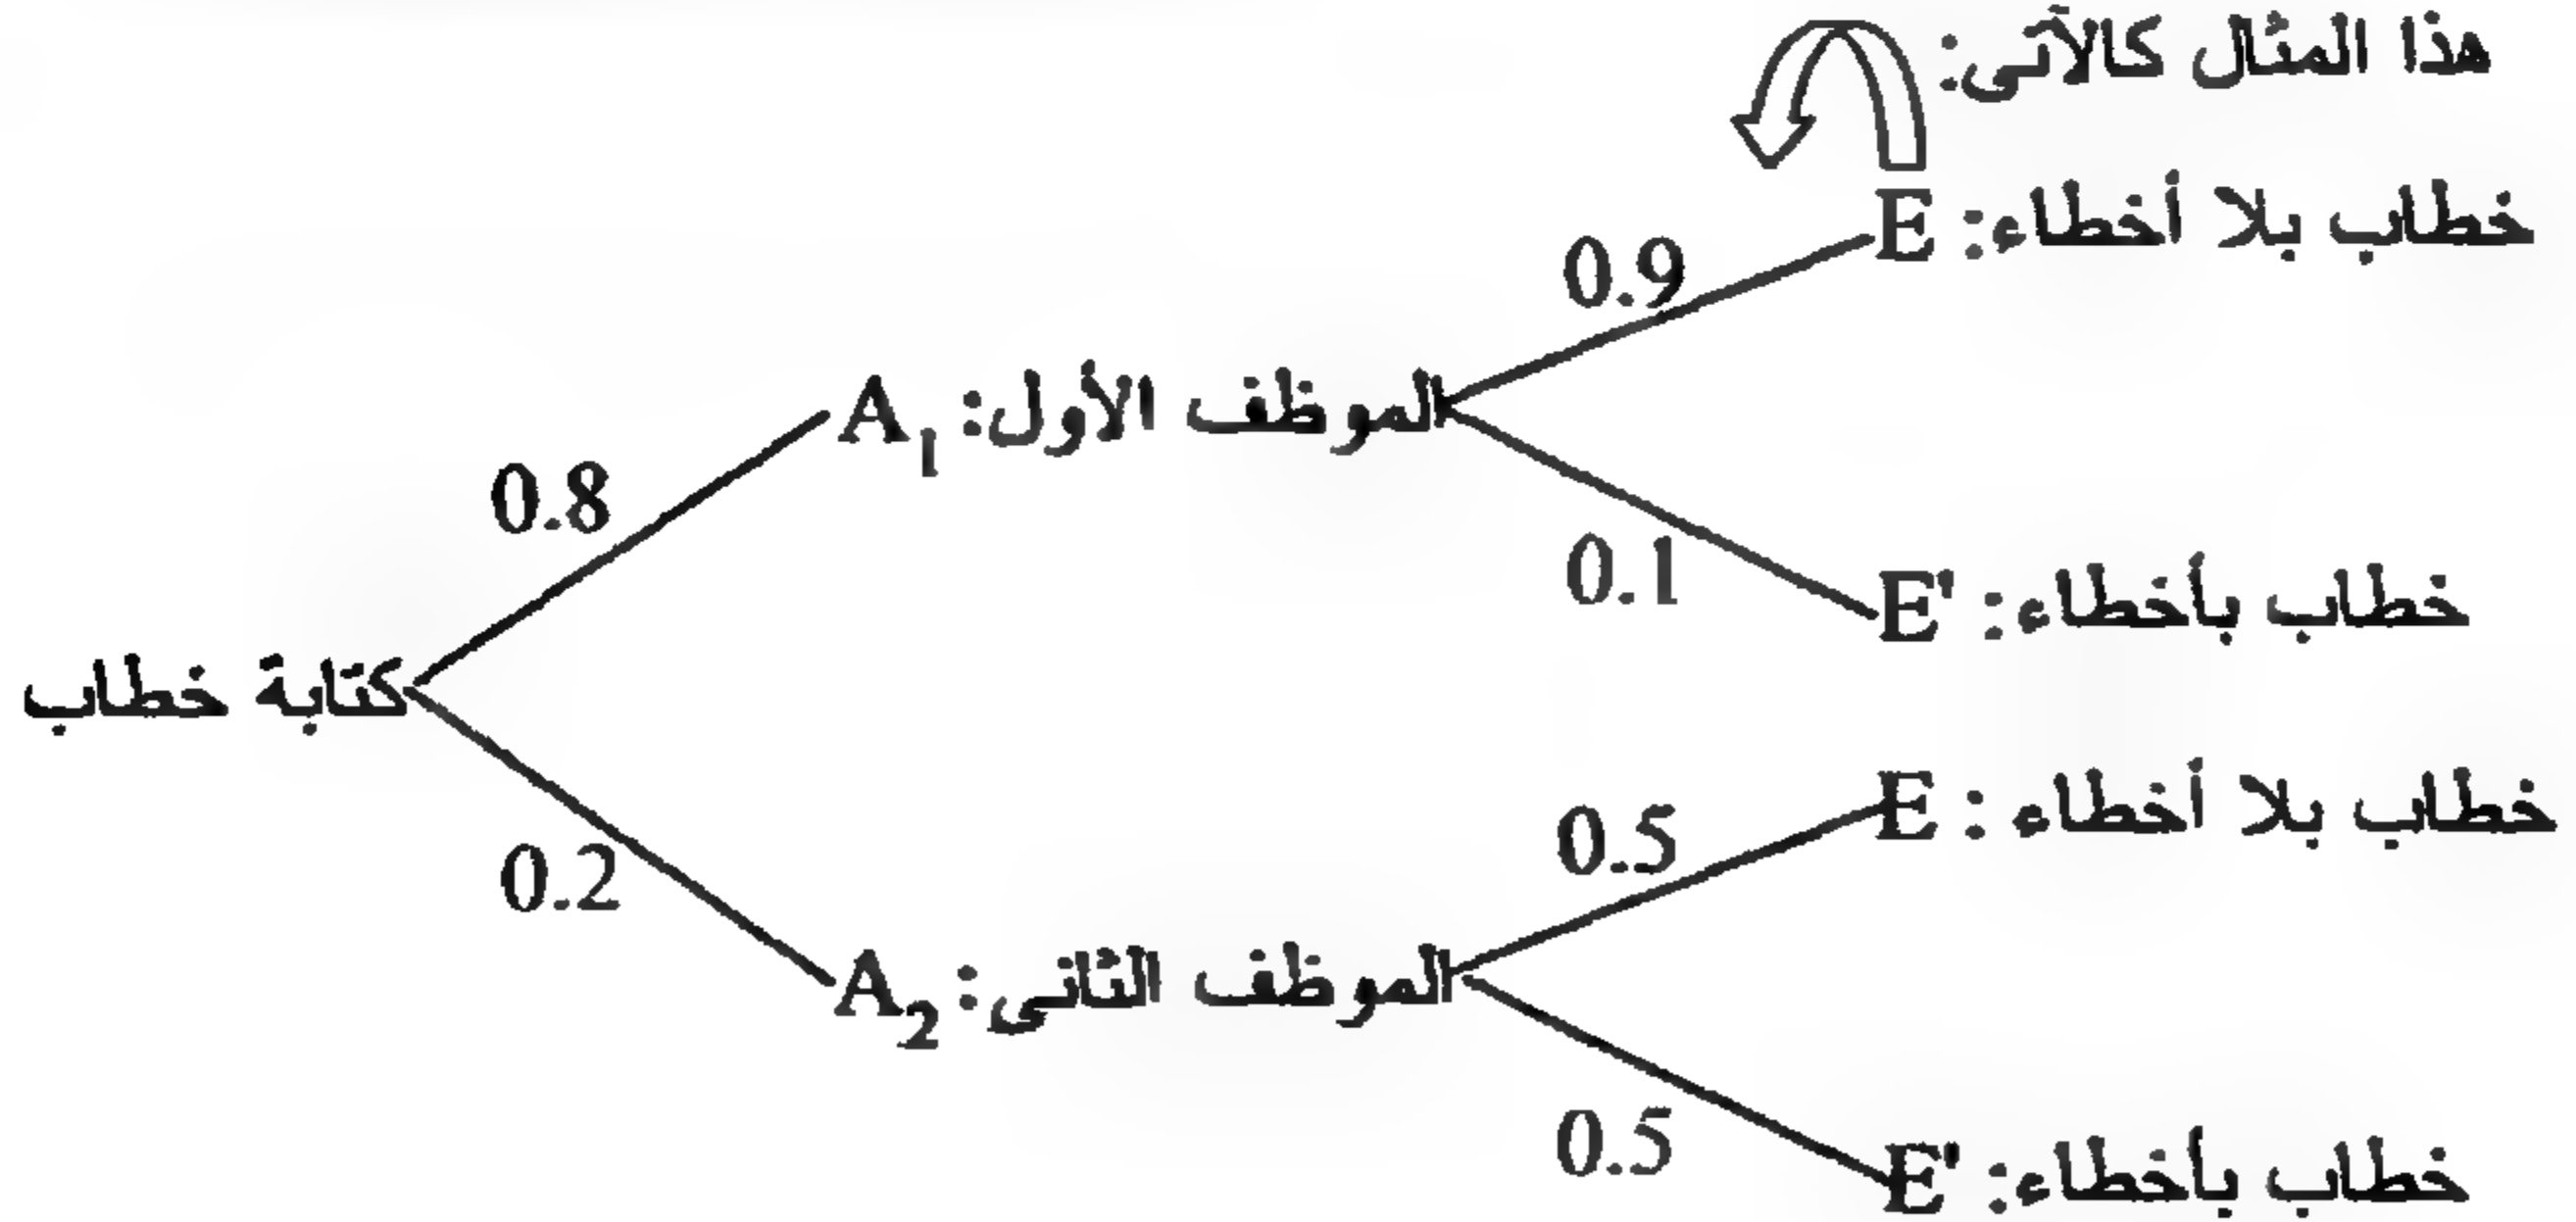 هذا المثال كالآتى:
E :خطاب بلا أخطاء
0.9
A₁ :الموظف الأول
0.8
0.1
E' :خطاب بأخطاء
كتابة خطاب
E :خطاب بلا أخطاء
0.5
0.2
A₂ :الموظف الثانى
0.5
E' :خطاب بأخطاء